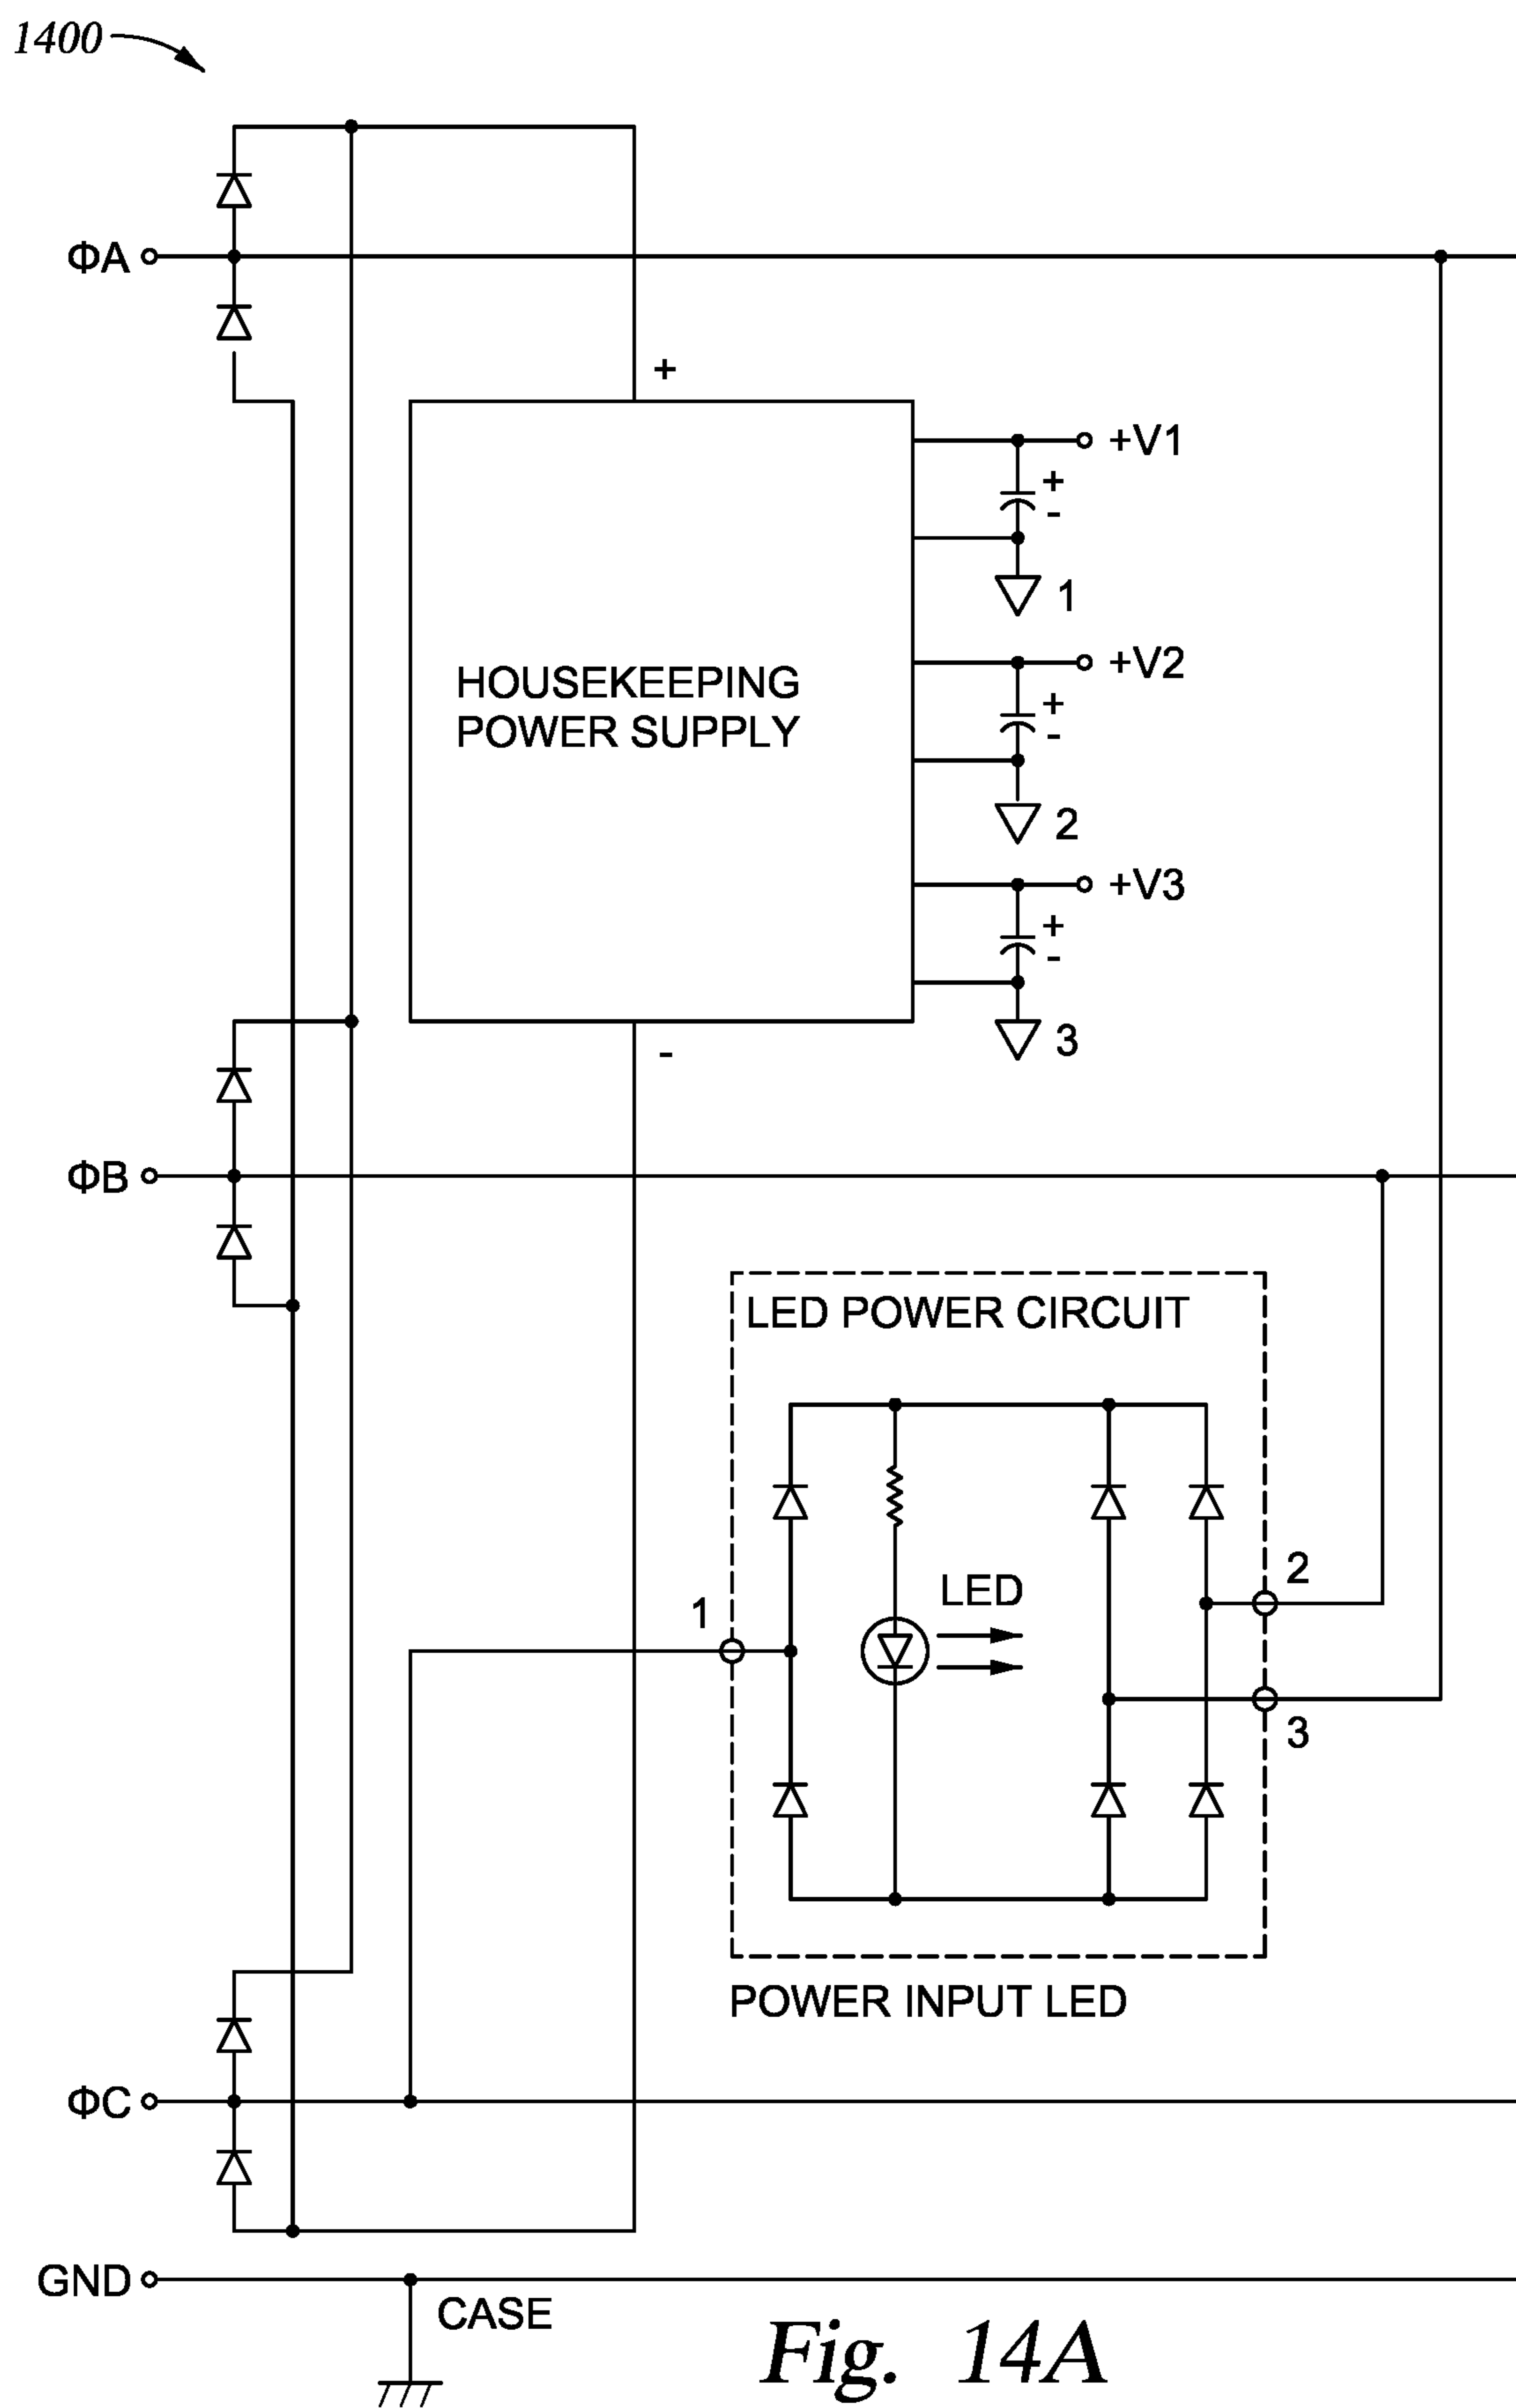 1400
ΦA
+
+V1
+
-
1
HOUSEKEEPING
POWER SUPPLY
+V2
+
-
2
+V3
+
-
3
-
ΦB
LED POWER CIRCUIT
LED
1
2
3
POWER INPUT LED
ΦC
GND
CASE
Fig. 14A